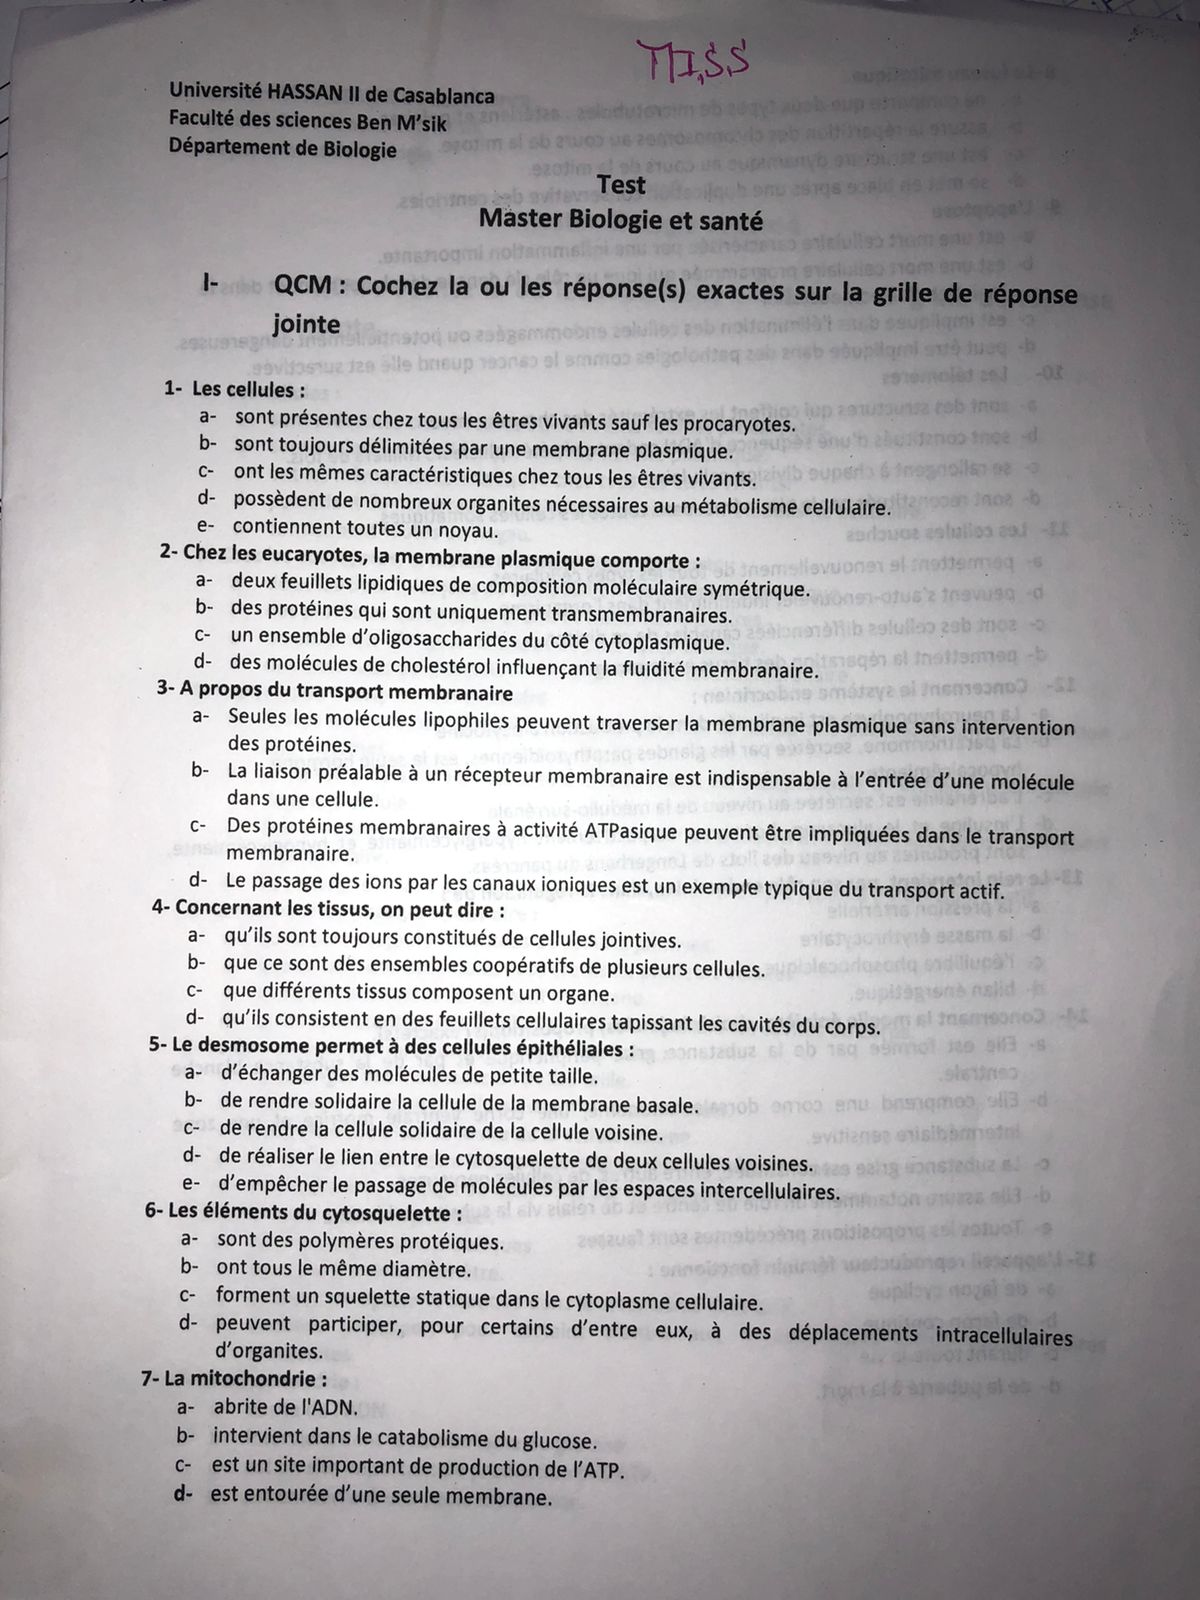 MI,SS
Université HASSAN II de Casablanca
Faculté des sciences Ben M'sik
Département de Biologie
Test
Master Biologie et santé
I- QCM : Cochez la ou les réponse(s) exactes sur la grille de réponse
jointe
1- Les cellules :
a- sont présentes chez tous les êtres vivants sauf les procaryotes.
b- sont toujours délimitées par une membrane plasmique.
c- ont les mêmes caractéristiques chez tous les êtres vivants.
d- possèdent de nombreux organites nécessaires au métabolisme cellulaire.
e- contiennent toutes un noyau.
2- Chez les eucaryotes, la membrane plasmique comporte :
a- deux feuillets lipidiques de composition moléculaire symétrique.
b- des protéines qui sont uniquement transmembranaires.
c- un ensemble d'oligosaccharides du côté cytoplasmique.
d- des molécules de cholestérol influençant la fluidité membranaire.
3- A propos du transport membranaire
a- Seules les molécules lipophiles peuvent traverser la membrane plasmique sans intervention
des protéines.
b- La liaison préalable à un récepteur membranaire est indispensable à l'entrée d'une molécule
dans une cellule.
c- Des protéines membranaires à activité ATPasique peuvent être impliquées dans le transport
membranaire.
d- Le passage des ions par les canaux ioniques est un exemple typique du transport actif.
4- Concernant les tissus, on peut dire :
a- qu'ils sont toujours constitués de cellules jointives.
b- que ce sont des ensembles coopératifs de plusieurs cellules.
c- que différents tissus composent un organe.
d- qu'ils consistent en des feuillets cellulaires tapissant les cavités du corps.
5- Le desmosome permet à des cellules épithéliales :
a- d'échanger des molécules de petite taille.
b- de rendre solidaire la cellule de la membrane basale.
c- de rendre la cellule solidaire de la cellule voisine.
d- de réaliser le lien entre le cytosquelette de deux cellules voisines.
e- d'empêcher le passage de molécules par les espaces intercellulaires.
6- Les éléments du cytosquelette :
a- sont des polymères protéiques.
b- ont tous le même diamètre.
c- forment un squelette statique dans le cytoplasme cellulaire.
d- peuvent participer, pour certains d'entre eux, à des déplacements intracellulaires
d'organites.
7- La mitochondrie :
a- abrite de l'ADN.
b- intervient dans le catabolisme du glucose.
c- est un site important de production de l'ATP.
d- est entourée d'une seule membrane.